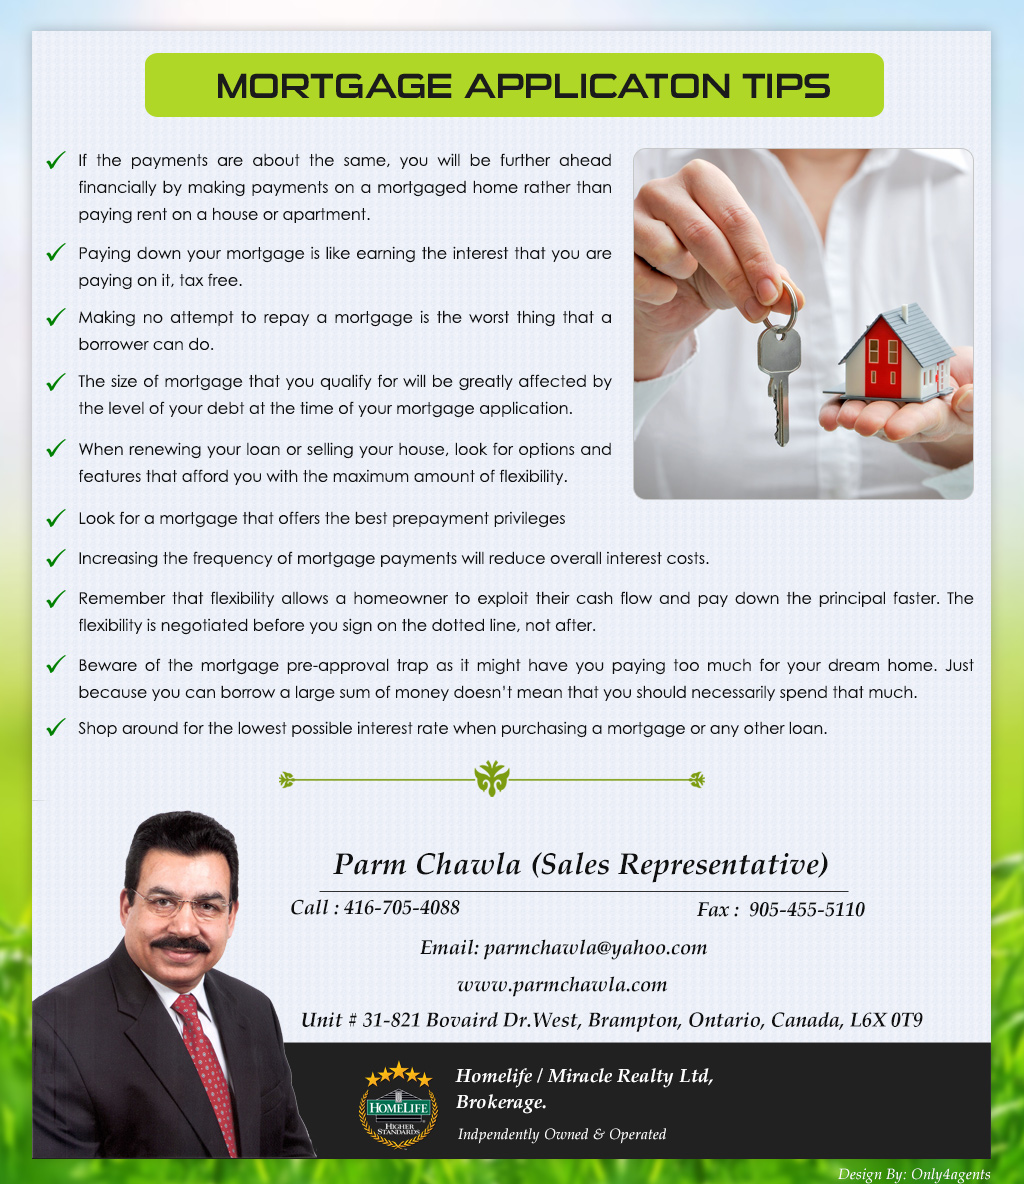 MORTGAGE APPLICATON TIPS
If the payments are about the same, you will be further ahead
financially by making payments on a mortgaged home rather than
paying rent on a house or apartment.
Paying down your mortgage is like earning the interest that you are
paying on it, tax free.
Making no attempt to repay a mortgage is the worst thing that a
borrower can do.
The size of mortgage that you qualify for will be greatly affected by
the level of your debt at the time of your mortgage application.
When renewing your loan or selling your house, look for options and
features that afford you with the maximum amount of flexibility.
Look for a mortgage that offers the best prepayment privileges
Increasing the frequency of mortgage payments will reduce overall interest costs.
Remember that flexibility allows a homeowner to exploit their cash flow and pay down the principal faster. The
flexibility is negotiated before you sign on the dotted line, not after.
Beware of the mortgage pre-approval trap as it might have you paying too much for your dream home. Just
because you can borrow a large sum of money doesn't mean that you should necessarily spend that much.
Shop around for the lowest possible interest rate when purchasing a mortgage or any other loan.
Parm Chawla (Sales Representative)
Call : 416-705-4088 Fax : 905-455-5110
Email: parmchawla@yahoo.com
www.parmchawla.com
Unit # 31-821 Bovaird Dr.West, Brampton, Ontario, Canada, L6X 0T9
HOMELIFE
HIGHER
STANDARDS
Homelife / Miracle Realty Ltd,
Brokerage.
Indpendently Owned & Operated
Design By: Only4agents